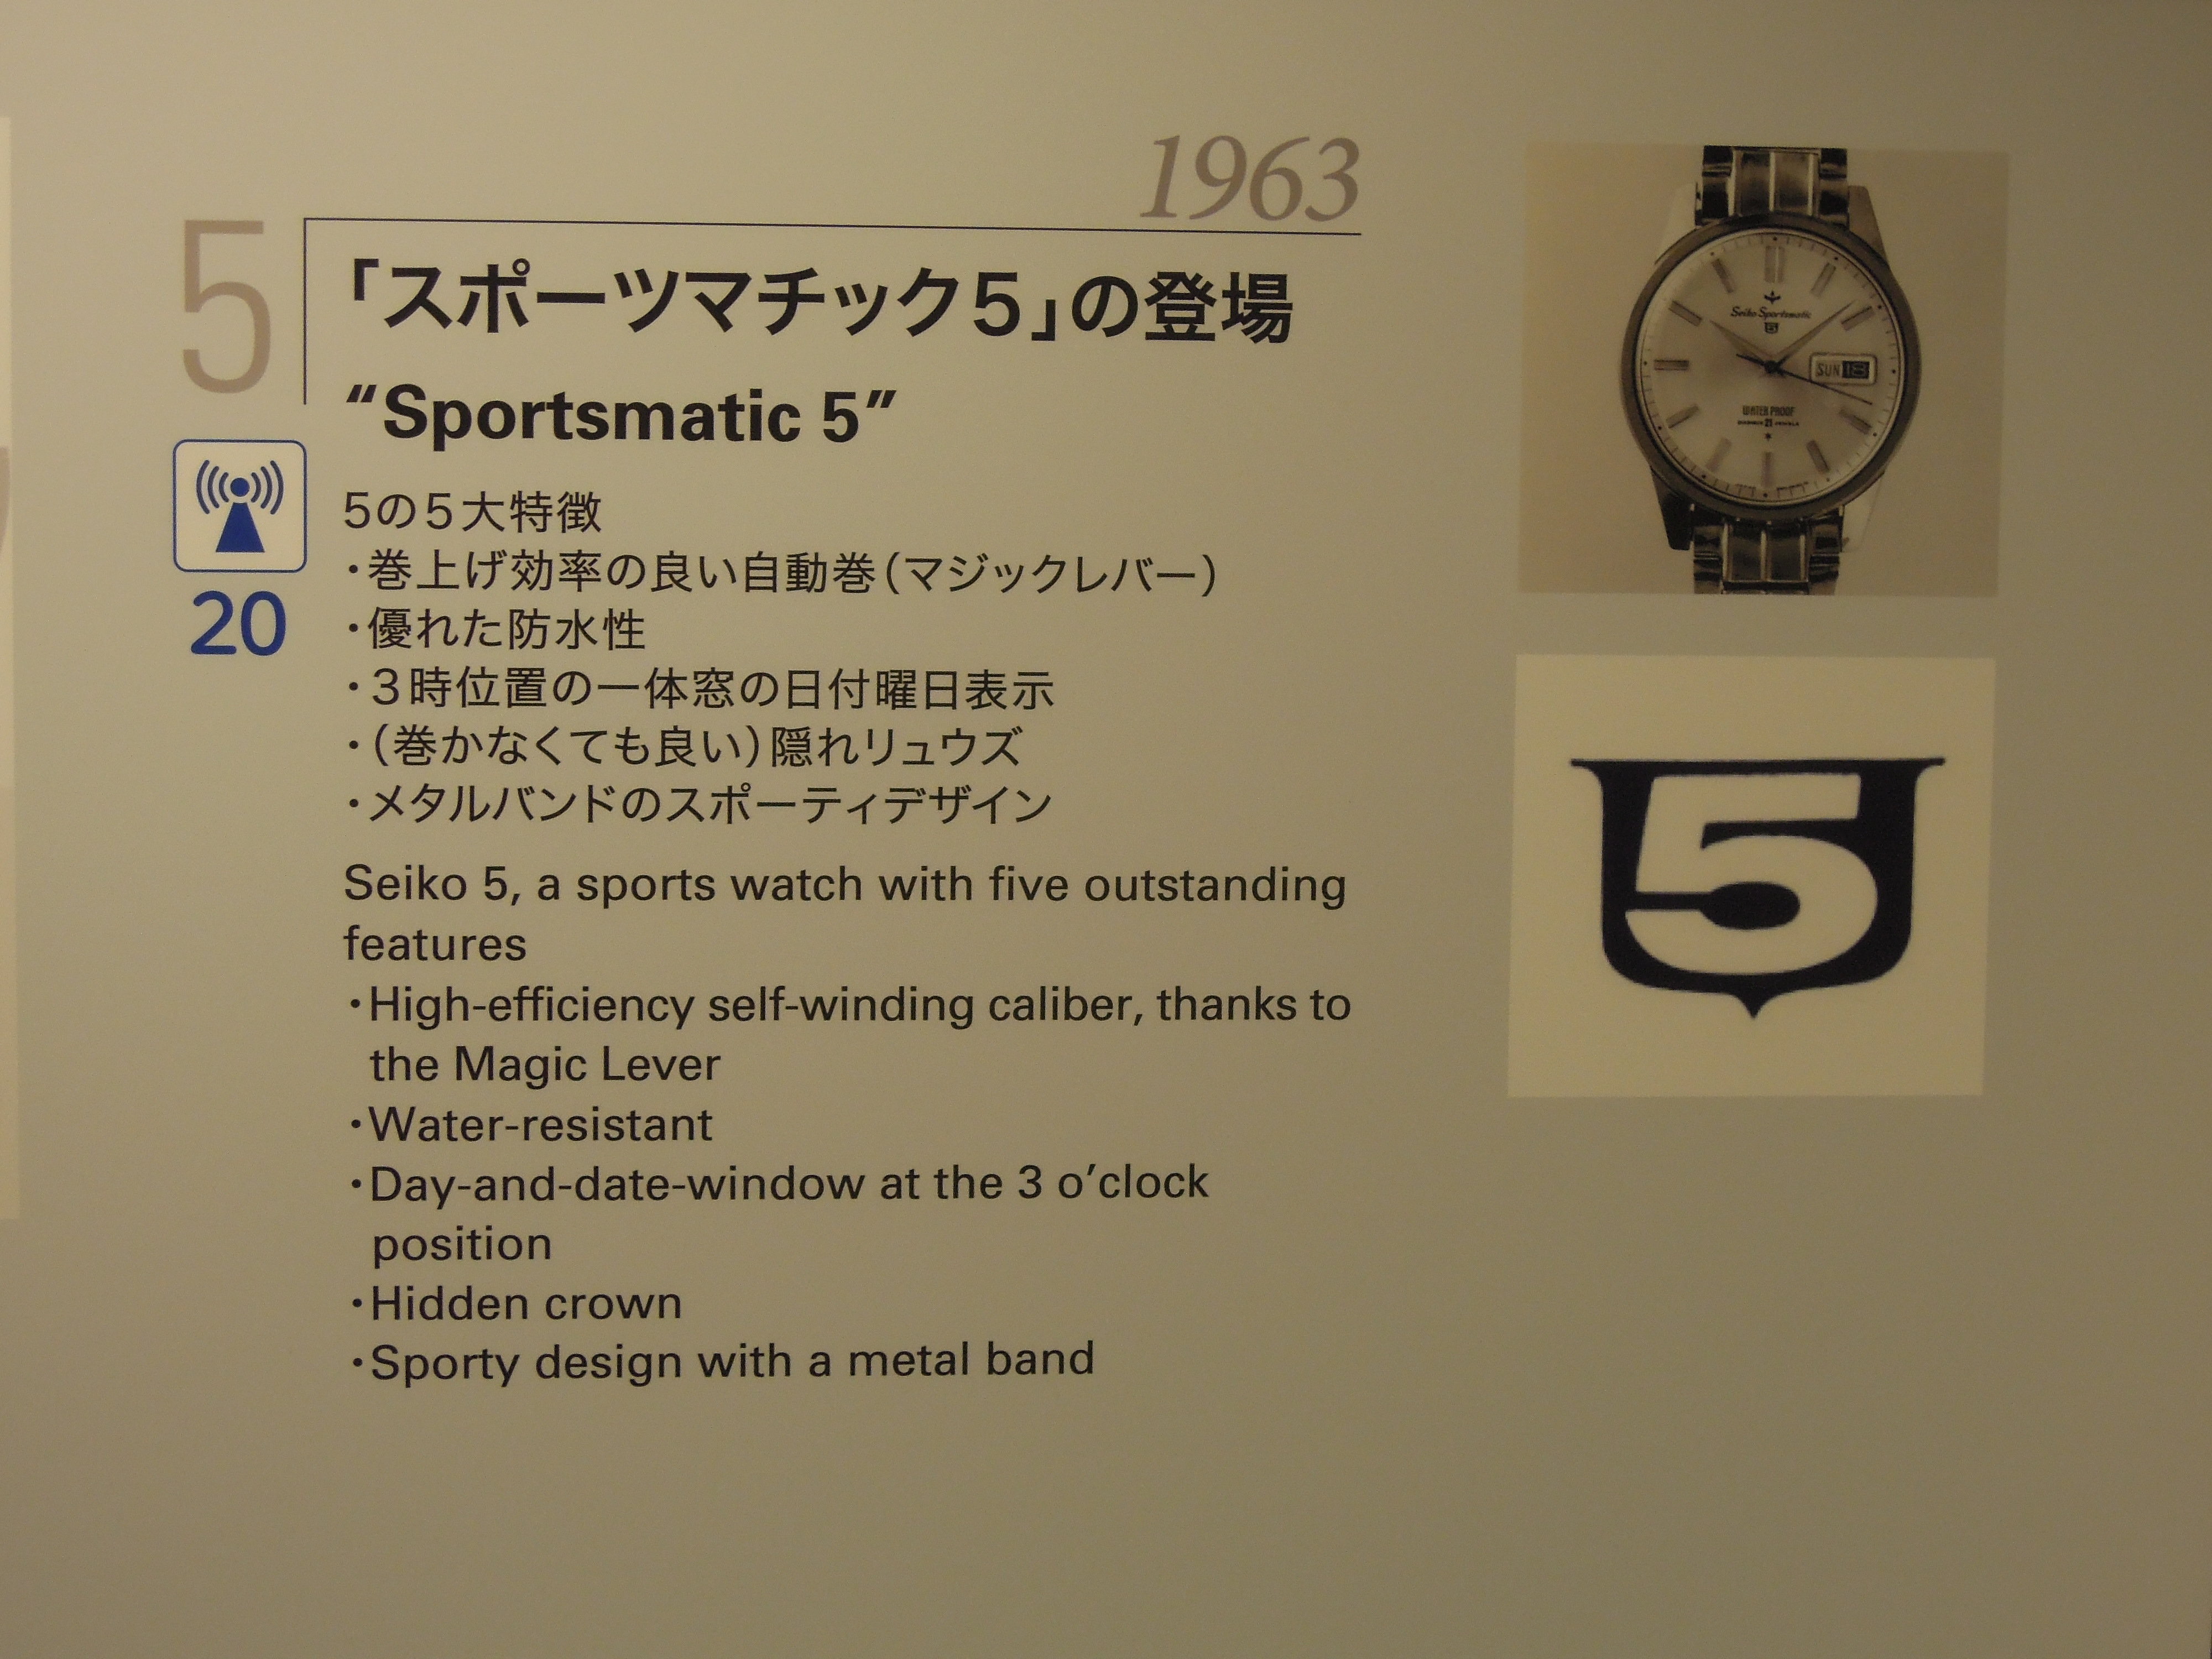 1963
5
「スポーツマチック5」の登場
“Sportsmatic 5”
20
5の5大特徴
・巻上げ効率の良い自動巻(マジックレバー)
・優れた防水性
・3時位置の一体窓の日付曜日表示
・(巻かなくても良い)隠れリュウズ
・メタルバンドのスポーティデザイン
Seiko 5, a sports watch with five outstanding
features
・High-efficiency self-winding caliber, thanks to
the Magic Lever
・Water-resistant
・Day-and-date-window at the 3 o’clock
position
・Hidden crown
・Sporty design with a metal band
Seiko Sportsmatic
5
SUN 18
WATER PROOF
5